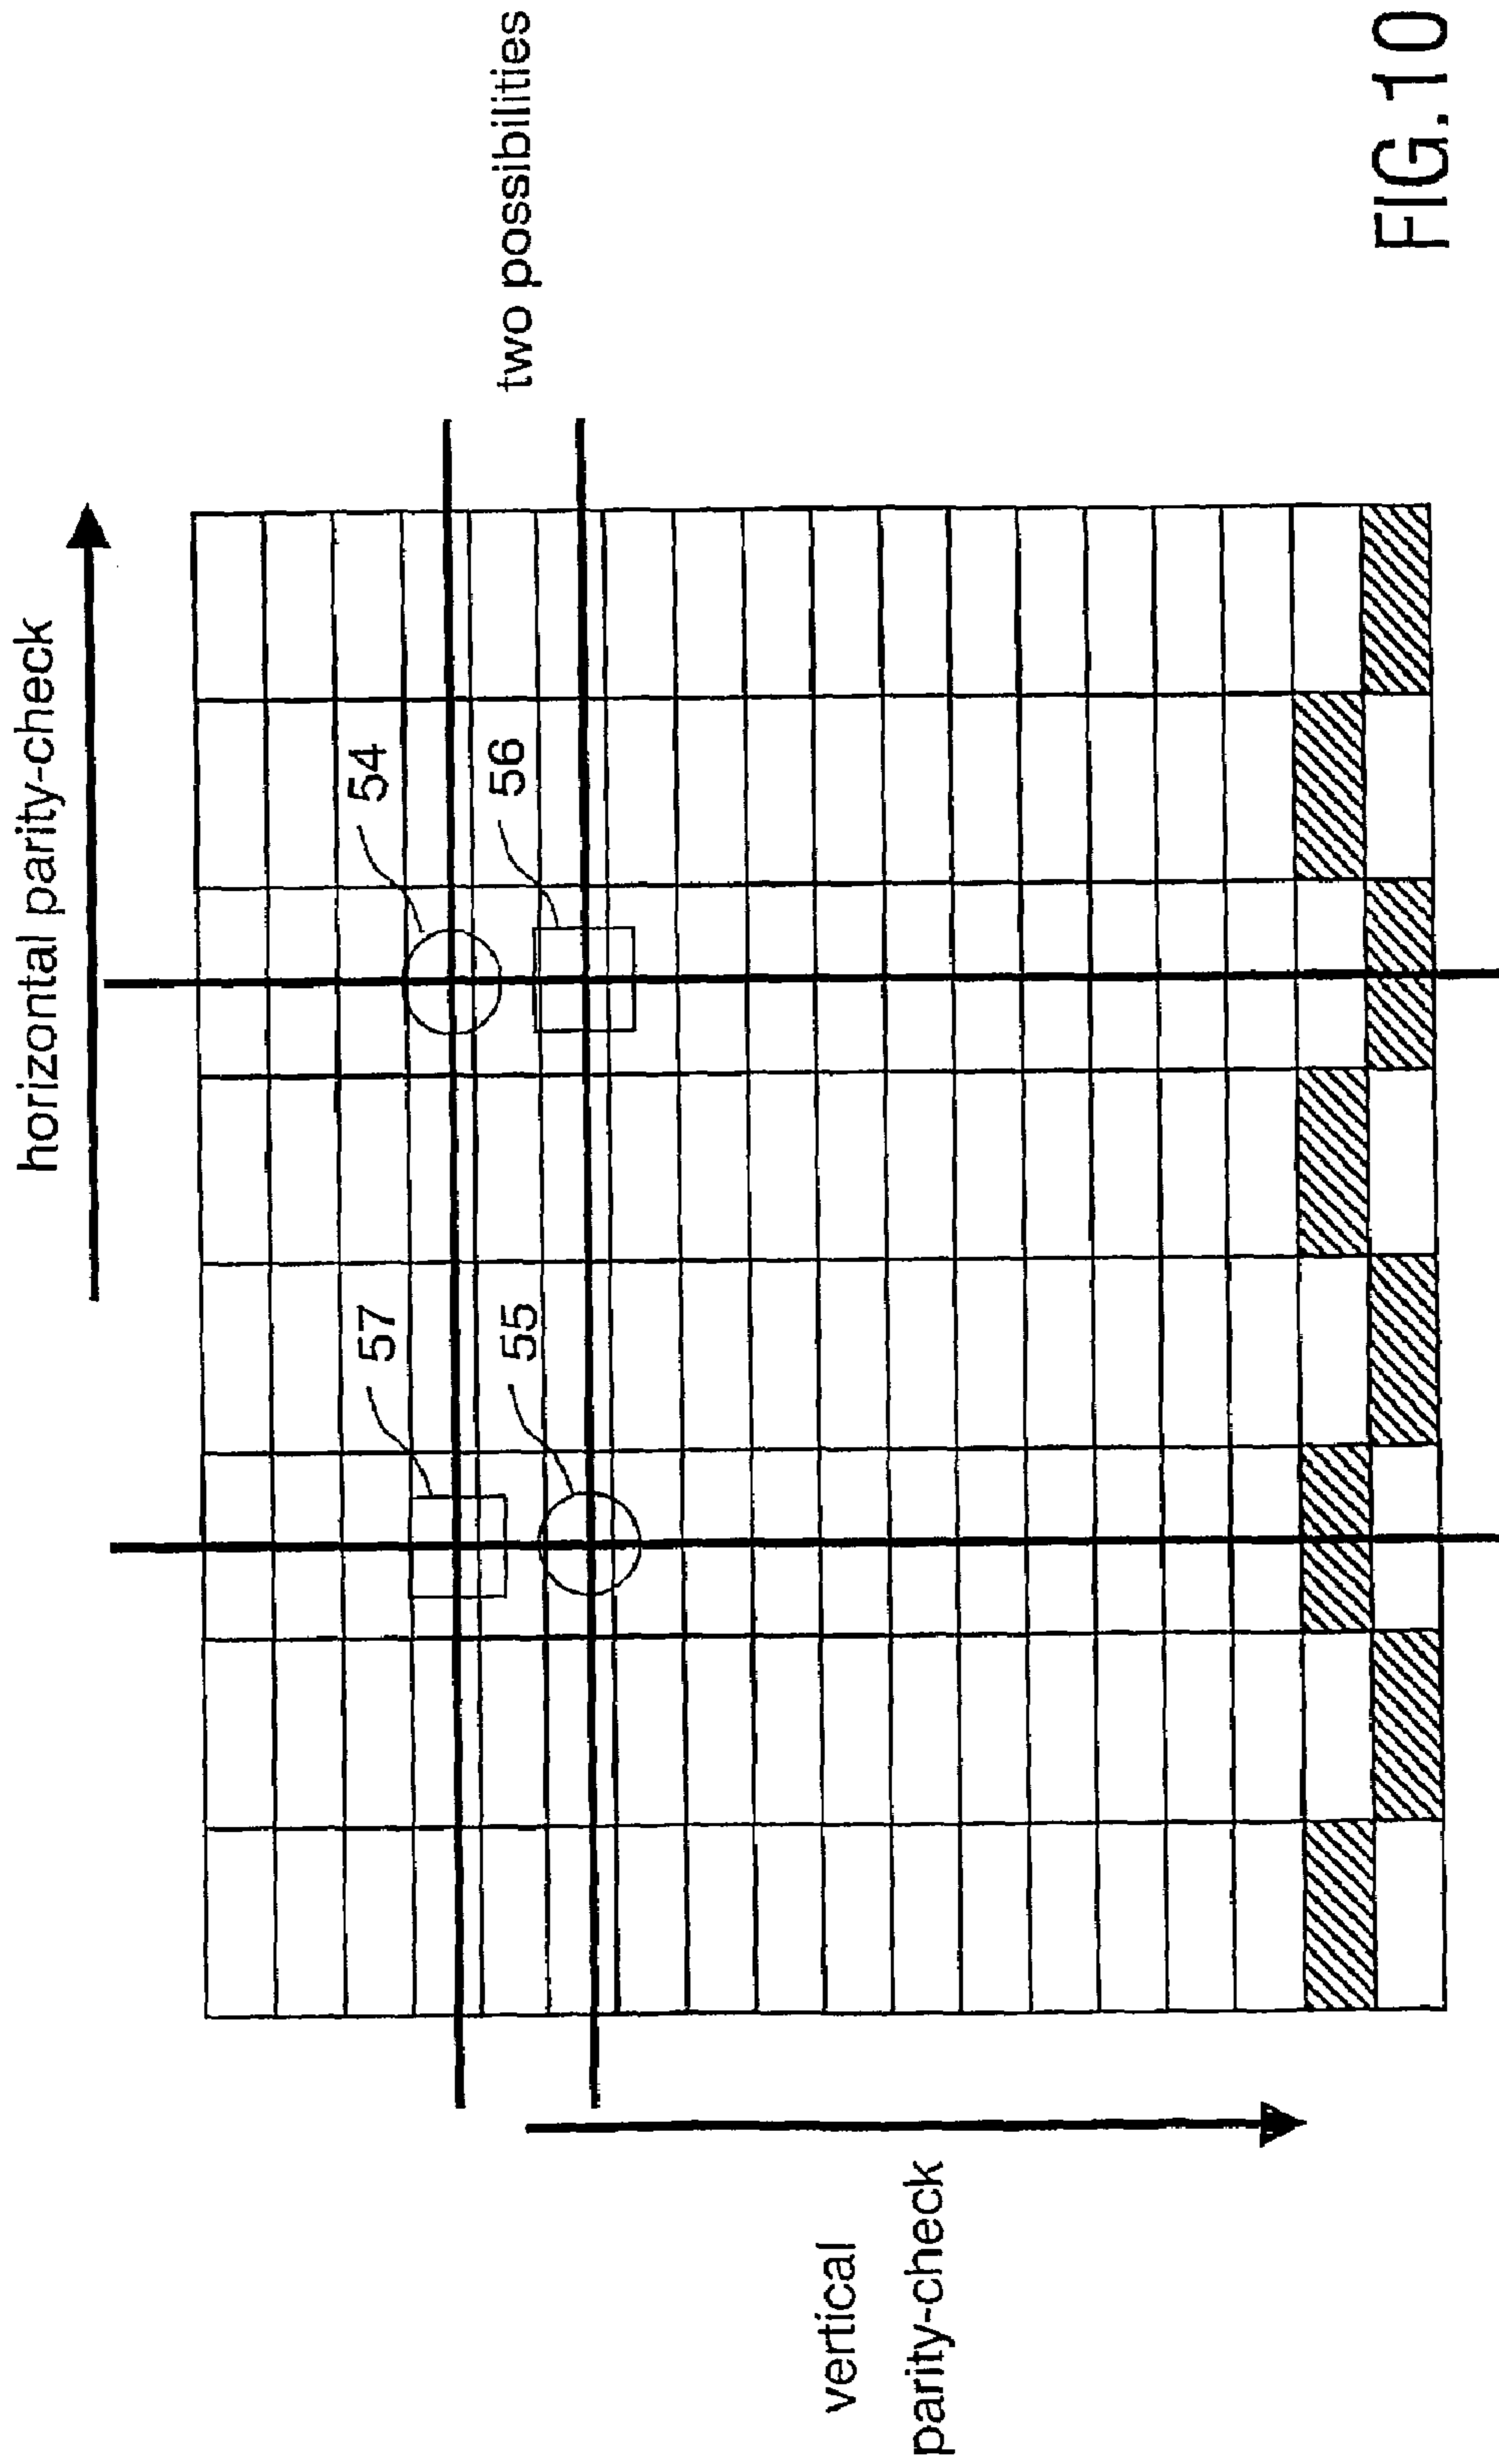 horizontal parity-check
two possibilities
57
54
55
56
vertical
parity-check
FIG.10